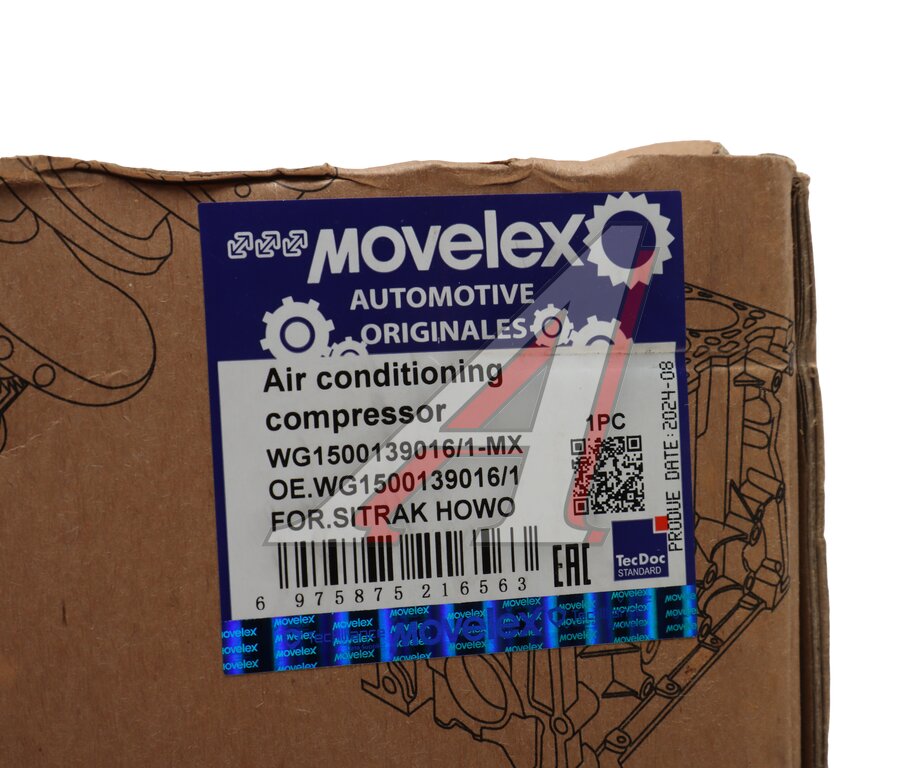 MOVELEX
AUTOMOTIVE
ORIGINALES
Air conditioning
compressor
WG1500139016/1-MX
OE.WG1500139016/1
FOR.SITRAK HOWO
1PC
PRODUE DATE:2024-08
EAC
TecDoc
STANDARD
6 975875 216563
MOVELEX